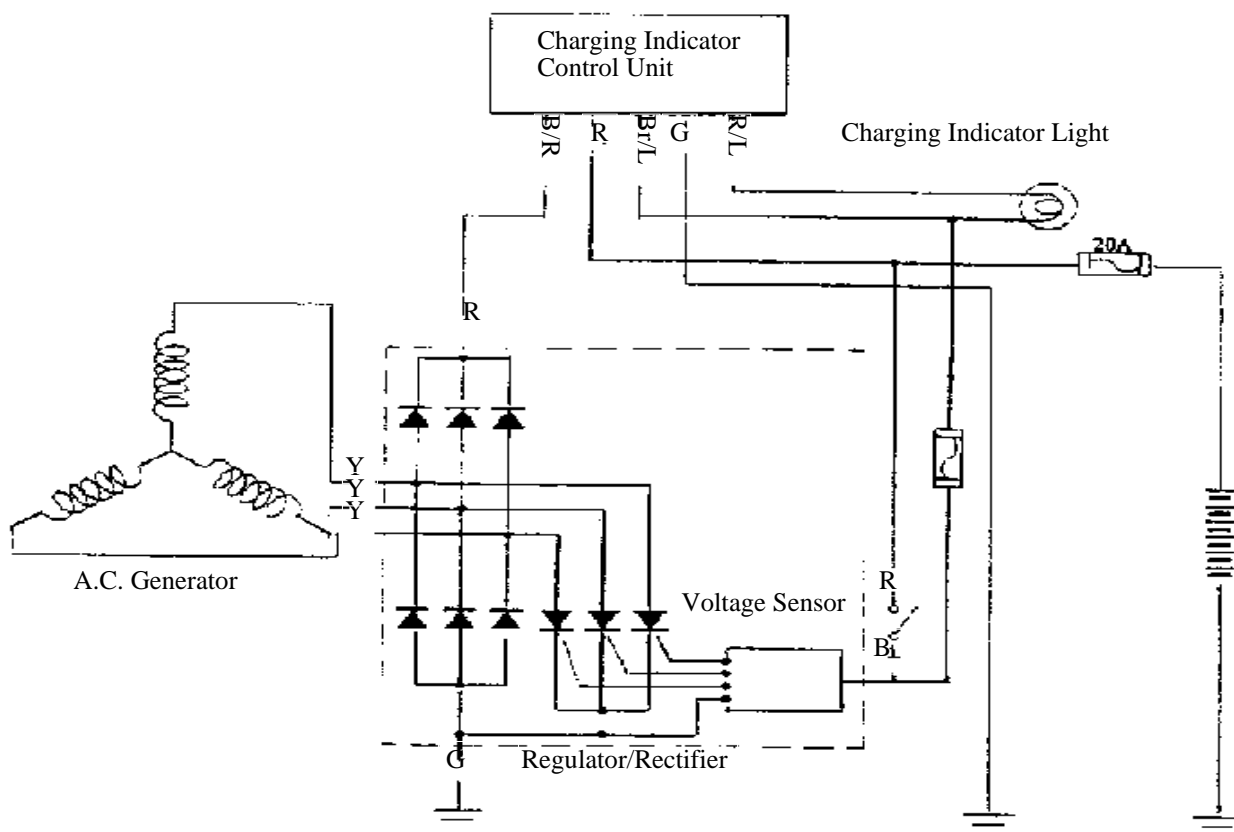 Charging Indicator
Control Unit
B/R
R
Br/L
G
R/L
Charging Indicator Light
20A
R
Y
Y
Y
A.C. Generator
R
Voltage Sensor
B
G
Regulator/Rectifier